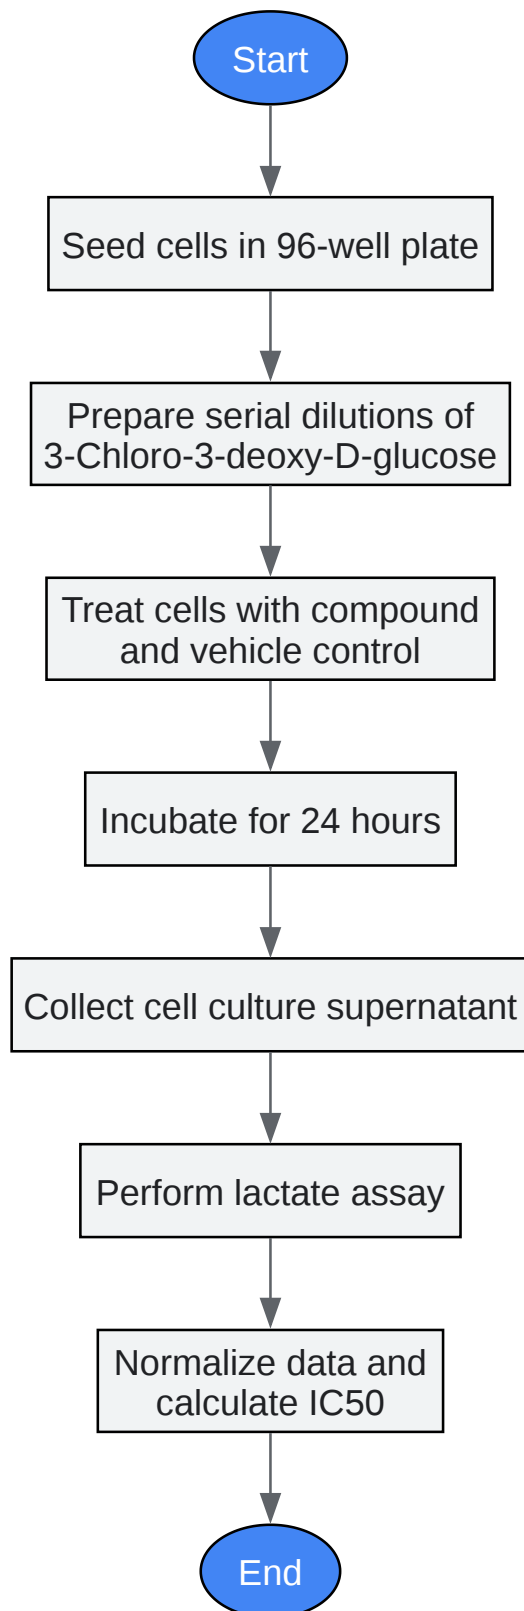 Start
Seed cells in 96-well plate
Prepare serial dilutions of
3-Chloro-3-deoxy-D-glucose
Treat cells with compound
and vehicle control
Incubate for 24 hours
Collect cell culture supernatant
Perform lactate assay
Normalize data and
calculate IC50
End